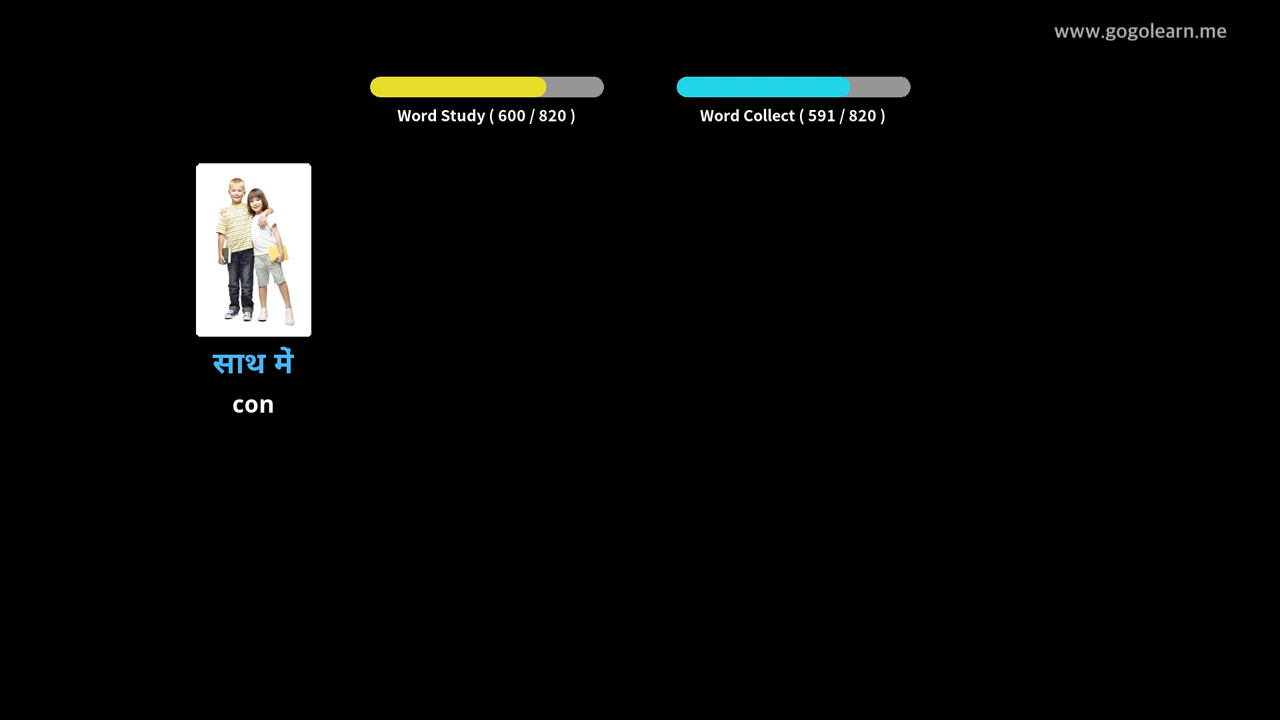 www.gogolearn.me
Word Study ( 600 / 820 )
Word Collect ( 591 / 820 )
साथ में
con